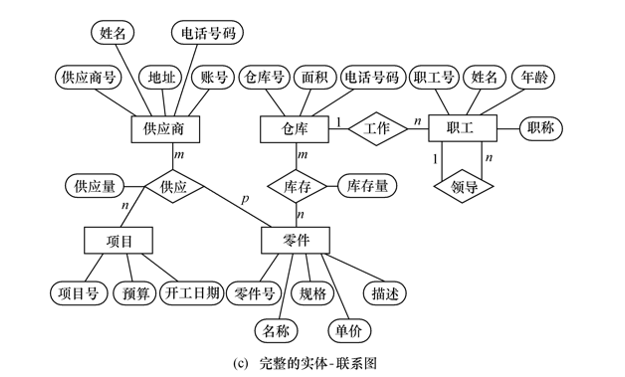 姓名 电话号码
供应商号 地址 账号 仓库号 面积 电话号码 职工号 姓名 年龄
供应商 仓库 1 工作 n 职工 职称
m m 1 n
供应量 供应 库存 库存量 领导
n p n
项目 零件
项目号 预算 开工日期 零件号 规格 描述
名称 单价
(c) 完整的实体-联系图